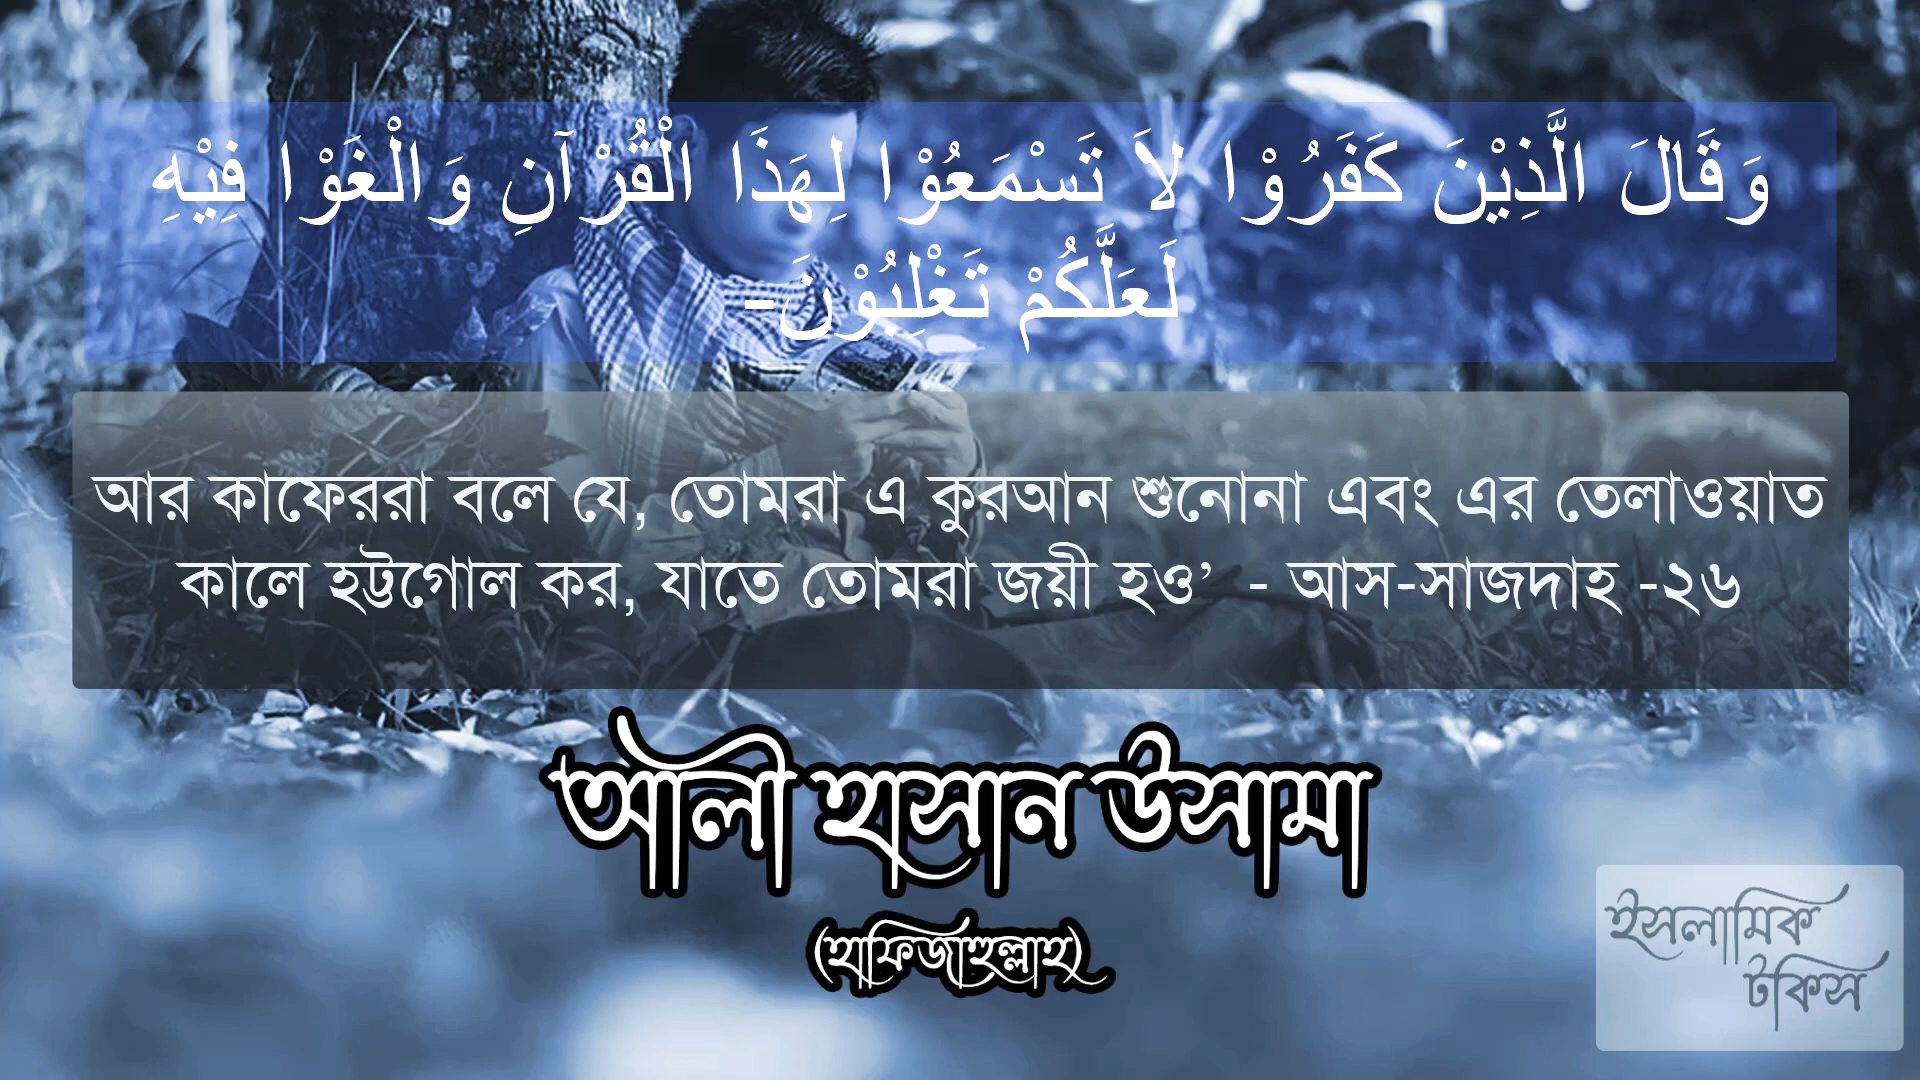 وَقَالَ الَّذِيْنَ كَفَرُوْا لاَ تَسْمَعُوْا لِهَذَا الْقُرْآنِ وَالْغَوْا فِيْهِ
لَعَلَّكُمْ تَغْلِبُوْنَ-
আর কাফেররা বলে যে, তোমরা এ কুরআন শুনোনা এবং এর তেলাওয়াত
কালে হট্টগোল কর, যাতে তোমরা জয়ী হও’ - আস-সাজদাহ -২৬
আলী হাসান উসামা
(হাফিজাহুল্লাহ)
ইসলামিক
টকিস